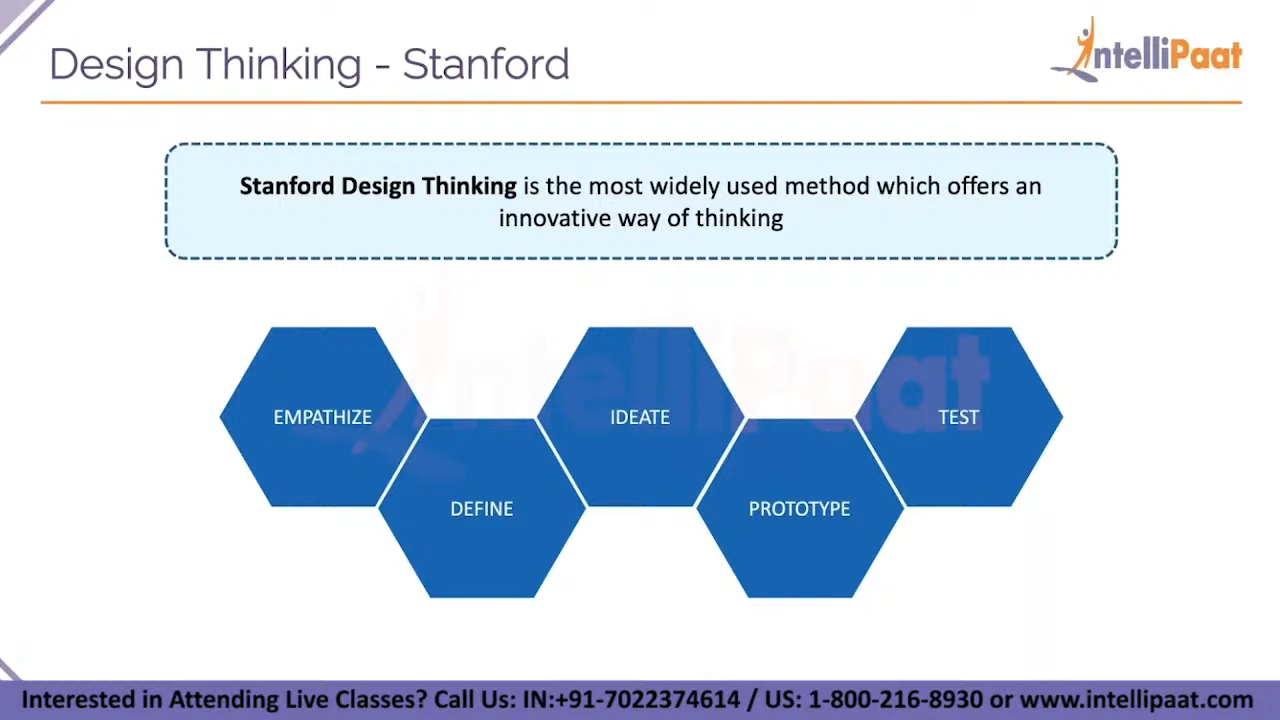 Design Thinking - Stanford
IntelliPaat
Stanford Design Thinking is the most widely used method which offers an
innovative way of thinking
IntelliPaat
EMPATHIZE
IDEATE
TEST
DEFINE
PROTOTYPE
Interested in Attending Live Classes? Call Us: IN:+91-7022374614 / US: 1-800-216-8930 or www.intellipaat.com